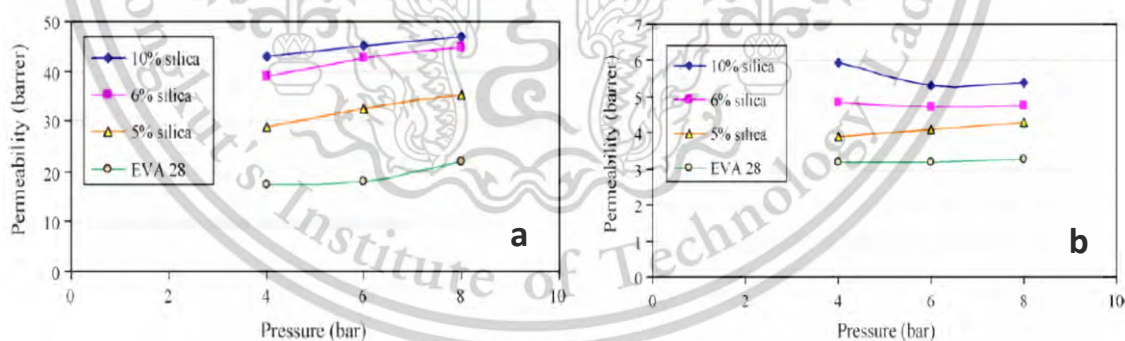 50
40
30
20
10
0
0 2 4 6 8 10
Permeability (barrer)
Pressure (bar)
10% silica
6% silica
5% silica
EVA 28
a
7
6
5
4
3
2
1
0
0 2 4 6 8 10
Permeability (barrer)
Pressure (bar)
10% silica
6% silica
5% silica
EVA 28
b
ongkut's Institute of Technology Lad